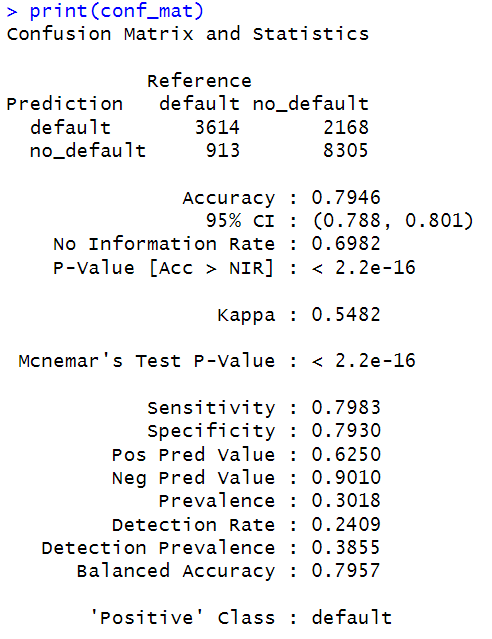 > print(conf_mat)
Confusion Matrix and Statistics

          Reference
Prediction   default no_default
  default       3614       2168
  no_default     913       8305

               Accuracy : 0.7946
                 95% CI : (0.788, 0.801)
    No Information Rate : 0.6982
    P-Value [Acc > NIR] : < 2.2e-16

                  Kappa : 0.5482

 Mcnemar's Test P-Value : < 2.2e-16

            Sensitivity : 0.7983
            Specificity : 0.7930
         Pos Pred Value : 0.6250
         Neg Pred Value : 0.9010
             Prevalence : 0.3018
         Detection Rate : 0.2409
   Detection Prevalence : 0.3855
      Balanced Accuracy : 0.7957

       'Positive' Class : default